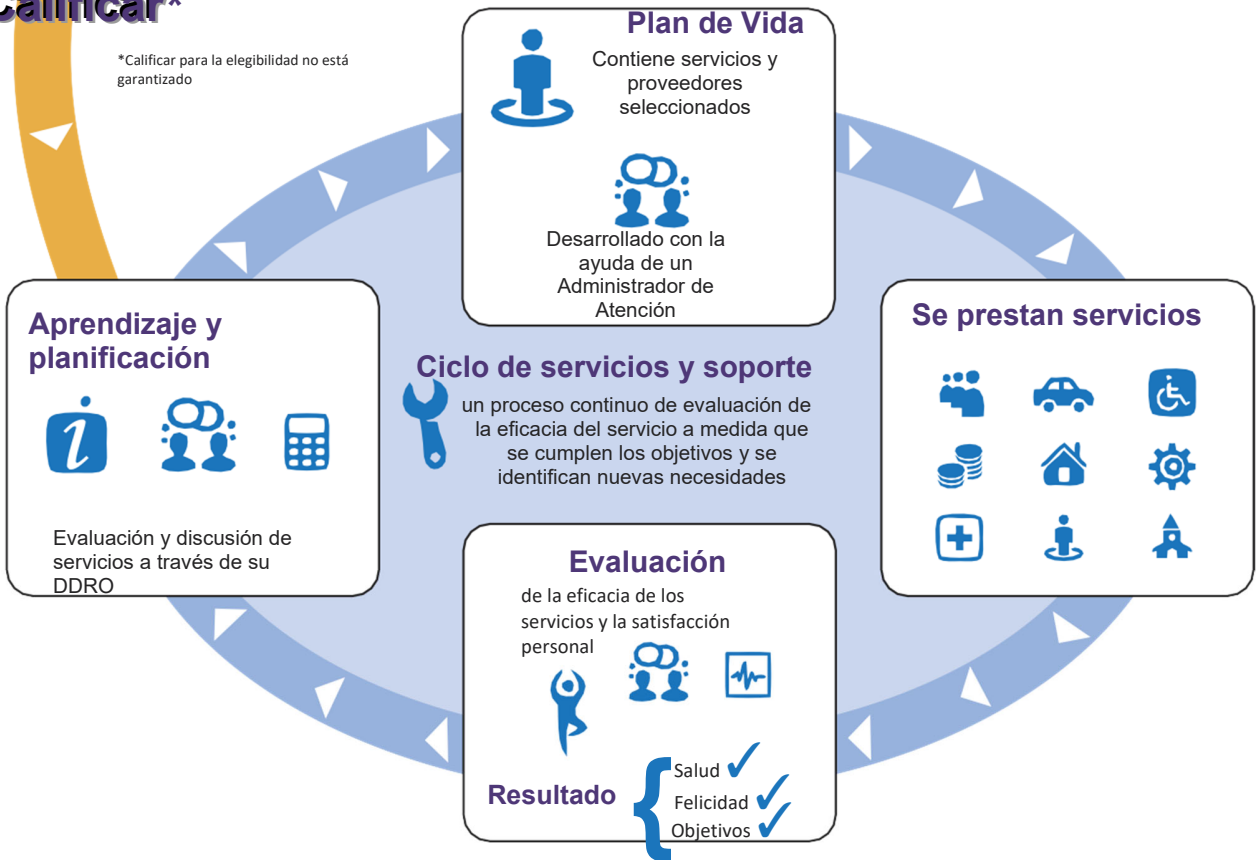 Calificar*
*Calificar para la elegibilidad no está
garantizado
Plan de Vida
Contiene servicios y
proveedores
seleccionados
Desarrollado con la
ayuda de un
Administrador de
Atención
Aprendizaje y
planificación
Evaluación y discusión de
servicios a través de su
DDRO
Ciclo de servicios y soporte
un proceso continuo de evaluación de
la eficacia del servicio a medida que
se cumplen los objetivos y se
identifican nuevas necesidades
Se prestan servicios
Evaluación
de la eficacia de los
servicios y la satisfacción
personal
Resultado
Salud
Felicidad
Objetivos